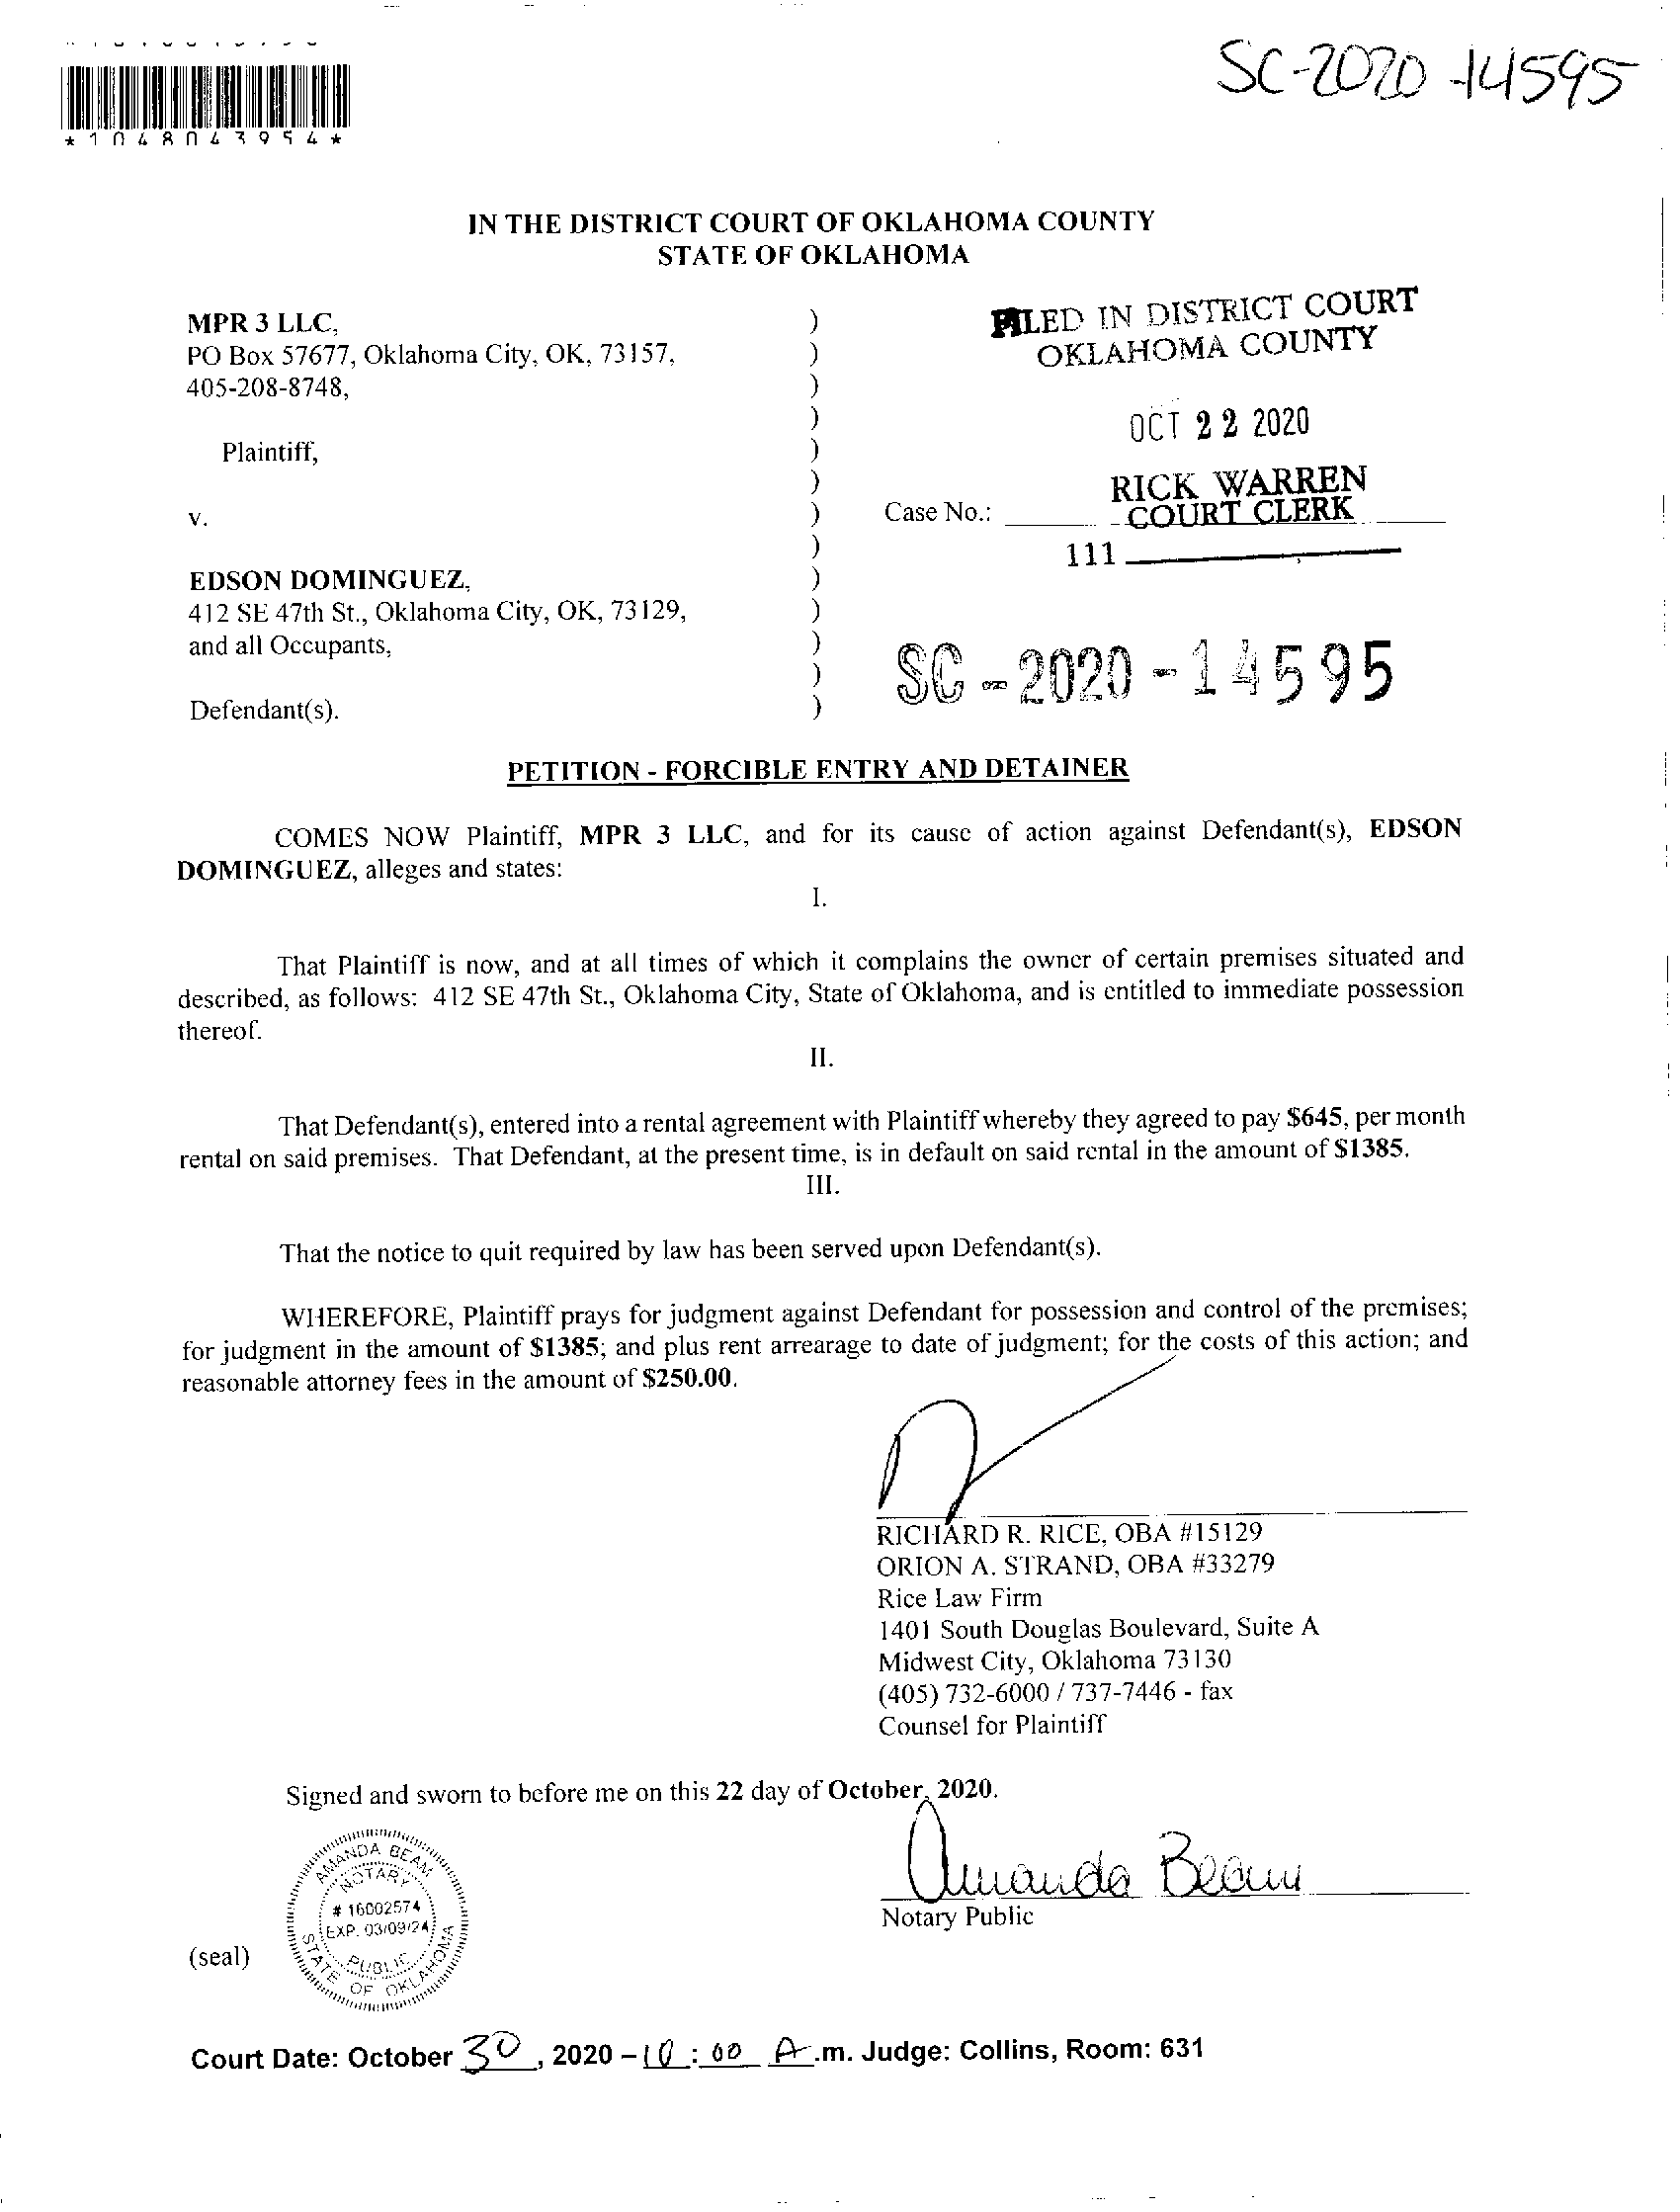 SC-2020-14595
*1048043954*
IN THE DISTRICT COURT OF OKLAHOMA COUNTY
STATE OF OKLAHOMA
MPR 3 LLC,
PO Box 57677, Oklahoma City, OK, 73157,
405-208-8748,
Plaintiff,
v.
EDSON DOMINGUEZ,
412 SE 47th St., Oklahoma City, OK, 73129,
and all Occupants,
Defendant(s).
)
)
)
)
)
)
)
)
)
)
)
)
)
FILED IN DISTRICT COURT
OKLAHOMA COUNTY
OCT 22 2020
RICK WARREN
Case No.: COURT CLERK
111
SC-2020-14595
PETITION - FORCIBLE ENTRY AND DETAINER
COMES NOW Plaintiff, MPR 3 LLC, and for its cause of action against Defendant(s), EDSON
DOMINGUEZ, alleges and states:
I.
That Plaintiff is now, and at all times of which it complains the owner of certain premises situated and
described, as follows: 412 SE 47th St., Oklahoma City, State of Oklahoma, and is entitled to immediate possession
thereof.
II.
That Defendant(s), entered into a rental agreement with Plaintiff whereby they agreed to pay $645, per month
rental on said premises. That Defendant, at the present time, is in default on said rental in the amount of $1385.
III.
That the notice to quit required by law has been served upon Defendant(s).
WHEREFORE, Plaintiff prays for judgment against Defendant for possession and control of the premises;
for judgment in the amount of $1385; and plus rent arrearage to date of judgment; for the costs of this action; and
reasonable attorney fees in the amount of $250.00.
RICHARD R. RICE, OBA #15129
ORION A. STRAND, OBA #33279
Rice Law Firm
1401 South Douglas Boulevard, Suite A
Midwest City, Oklahoma 73130
(405) 732-6000 / 737-7446 - fax
Counsel for Plaintiff
Signed and sworn to before me on this 22 day of October, 2020.
Amanda Beam
Notary Public
AMANDA BEAM
NOTARY
# 16002574
EXP. 03/09/24
PUBLIC
STATE OF OKLAHOMA
(seal)
Court Date: October 30, 2020 – 10:00 A.m. Judge: Collins, Room: 631